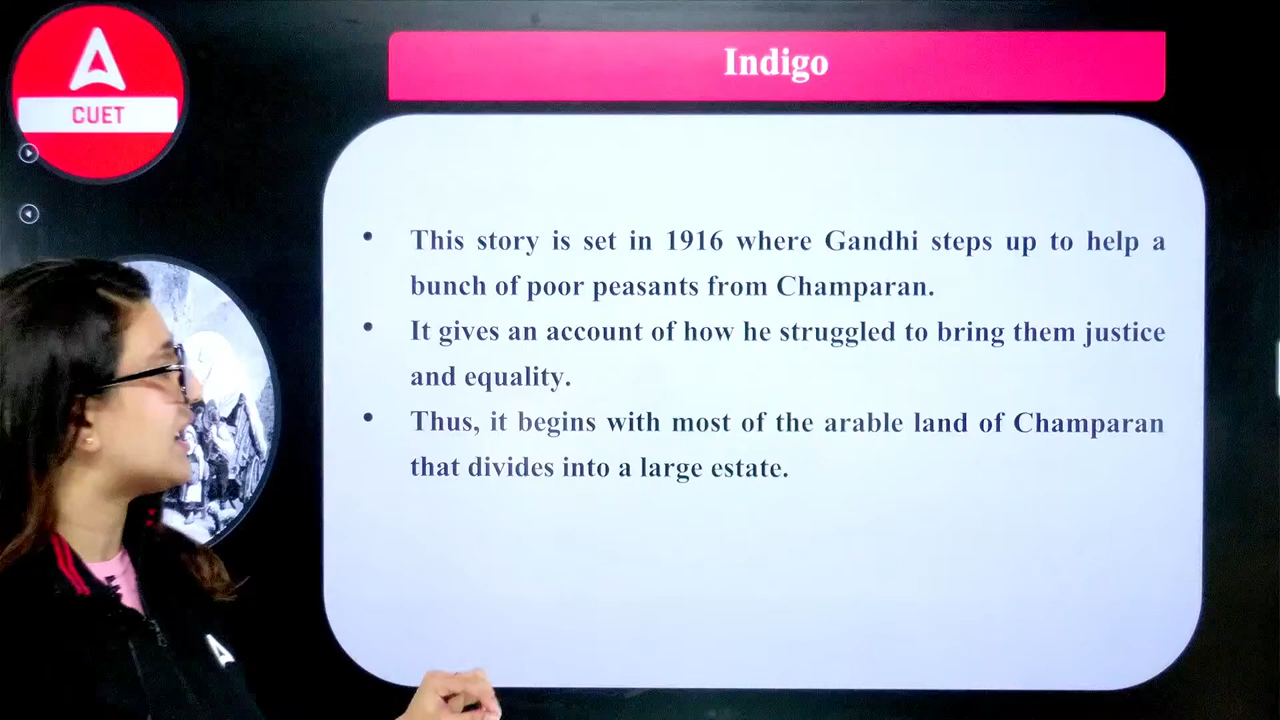 CUET
Indigo
• This story is set in 1916 where Gandhi steps up to help a
bunch of poor peasants from Champaran.
• It gives an account of how he struggled to bring them justice
and equality.
• Thus, it begins with most of the arable land of Champaran
that divides into a large estate.